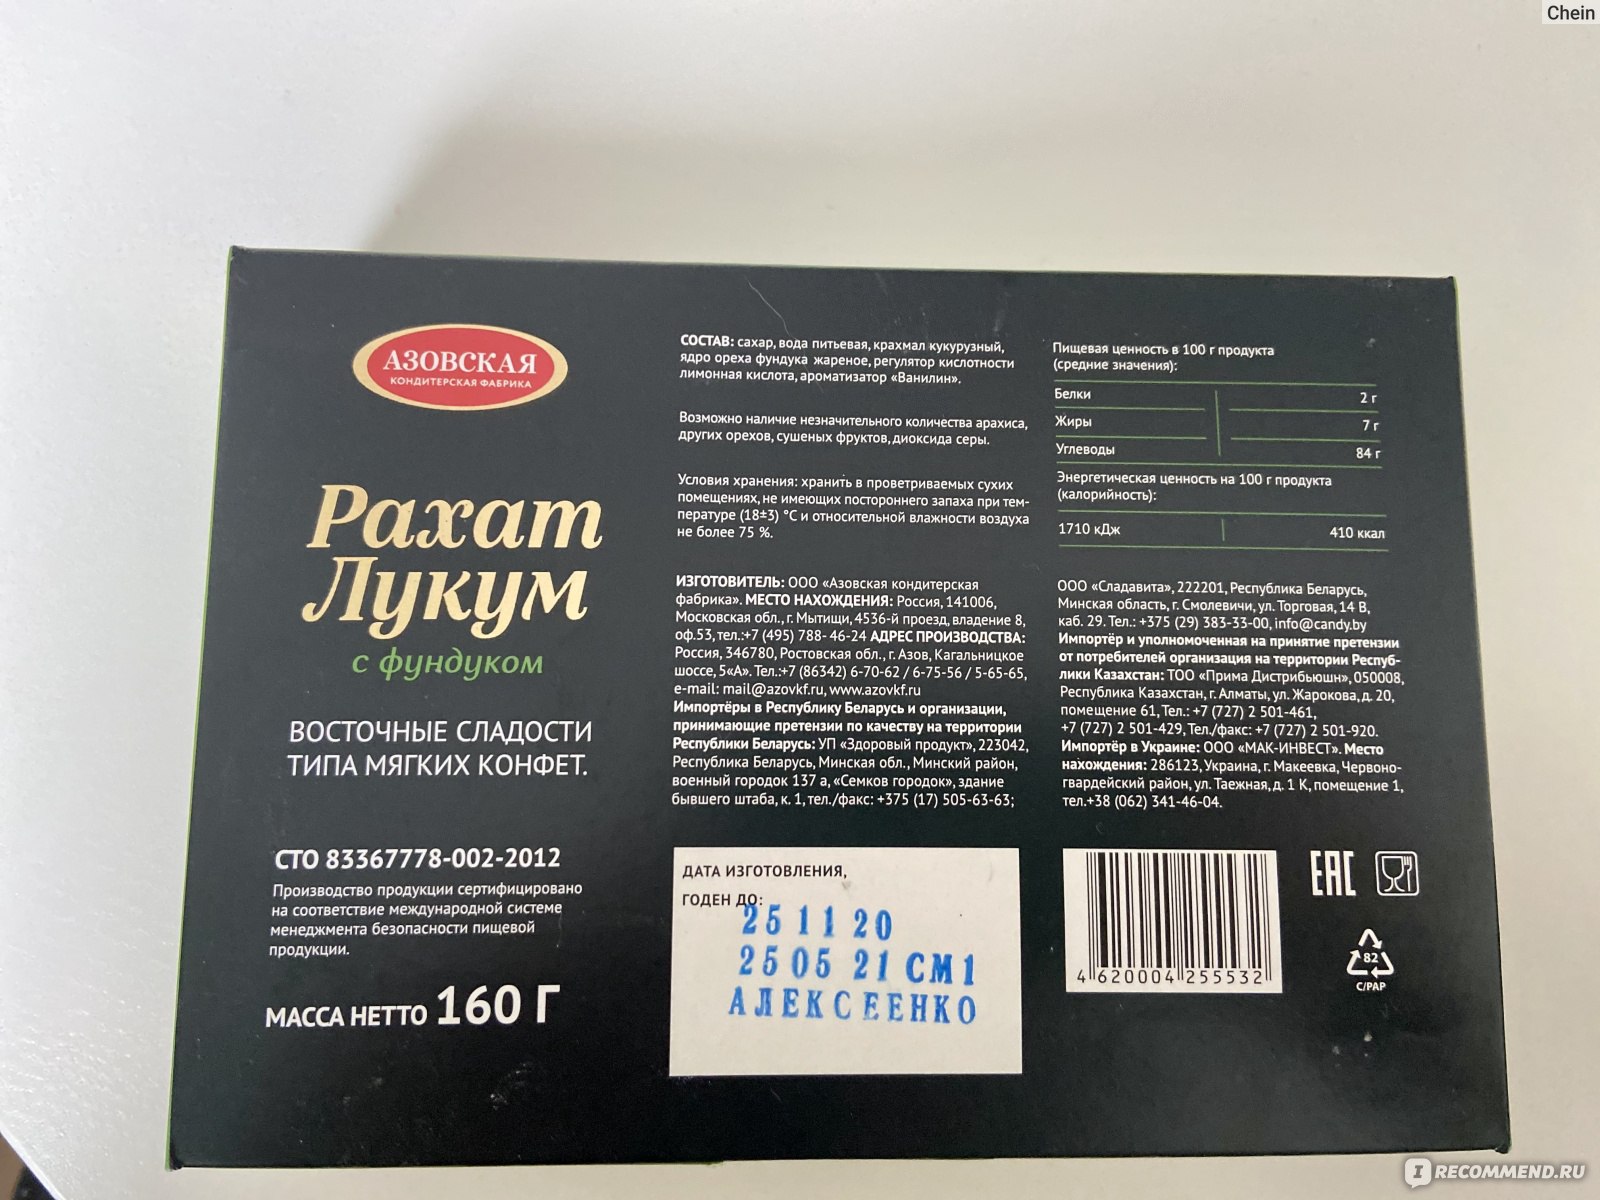 Chein
АЗОВСКАЯ
КОНДИТЕРСКАЯ ФАБРИКА
Рахат
Лукум
с фундуком
ВОСТОЧНЫЕ СЛАДОСТИ
ТИПА МЯГКИХ КОНФЕТ.
СТО 83367778-002-2012
Производство продукции сертифицировано
на соответствие международной системе
менеджмента безопасности пищевой
продукции.
МАССА НЕТТО 160 Г
СОСТАВ: сахар, вода питьевая, крахмал кукурузный,
ядро ореха фундука жареное, регулятор кислотности
лимонная кислота, ароматизатор «Ванилин».
Возможно наличие незначительного количества арахиса,
других орехов, сушеных фруктов, диоксида серы.
Условия хранения: хранить в проветриваемых сухих
помещениях, не имеющих постороннего запаха при тем-
пературе (18±3) °С и относительной влажности воздуха
не более 75 %.
ИЗГОТОВИТЕЛЬ: ООО «Азовская кондитерская
фабрика». МЕСТО НАХОЖДЕНИЯ: Россия, 141006,
Московская обл., г. Мытищи, 4536-й проезд, владение 8,
оф.53, тел.:+7 (495) 788- 46-24 АДРЕС ПРОИЗВОДСТВА:
Россия, 346780, Ростовская обл., г. Азов, Кагальницкое
шоссе, 5«А». Тел.:+7 (86342) 6-70-62 / 6-75-56 / 5-65-65,
e-mail: mail@azovkf.ru, www.azovkf.ru
Импортёры в Республику Беларусь и организации,
принимающие претензии по качеству на территории
Республики Беларусь: УП «Здоровый продукт», 223042,
Республика Беларусь, Минская обл., Минский район,
военный городок 137 а, «Семков городок», здание
бывшего штаба, к. 1, тел./факс: +375 (17) 505-63-63;
Пищевая ценность в 100 г продукта
(средние значения):
Белки 2 г
Жиры 7 г
Углеводы 84 г
Энергетическая ценность на 100 г продукта
(калорийность):
1710 кДж 410 ккал
ООО «Сладавита», 222201, Республика Беларусь,
Минская область, г. Смолевичи, ул. Торговая, 14 В,
каб. 29. Тел.: +375 (29) 383-33-00, info@candy.by
Импортёр и уполномоченная на принятие претензии
от потребителей организация на территории Респуб-
лики Казахстан: ТОО «Прима Дистрибьюшн», 050008,
Республика Казахстан, г. Алматы, ул. Жарокова, д. 20,
помещение 61, Тел.: +7 (727) 2 501-461,
+7 (727) 2 501-429, Тел./факс: +7 (727) 2 501-920.
Импортёр в Украине: ООО «МАК-ИНВЕСТ». Место
нахождения: 286123, Украина, г. Макеевка, Червоно-
гвардейский район, ул. Таежная, д. 1 К, помещение 1,
тел.+38 (062) 341-46-04.
ДАТА ИЗГОТОВЛЕНИЯ,
ГОДЕН ДО:
25 11 20
25 05 21 СМ1
АЛЕКСЕЕНКО
4 620004 255532
EAC
82
C/PAP
IRECOMMEND.RU